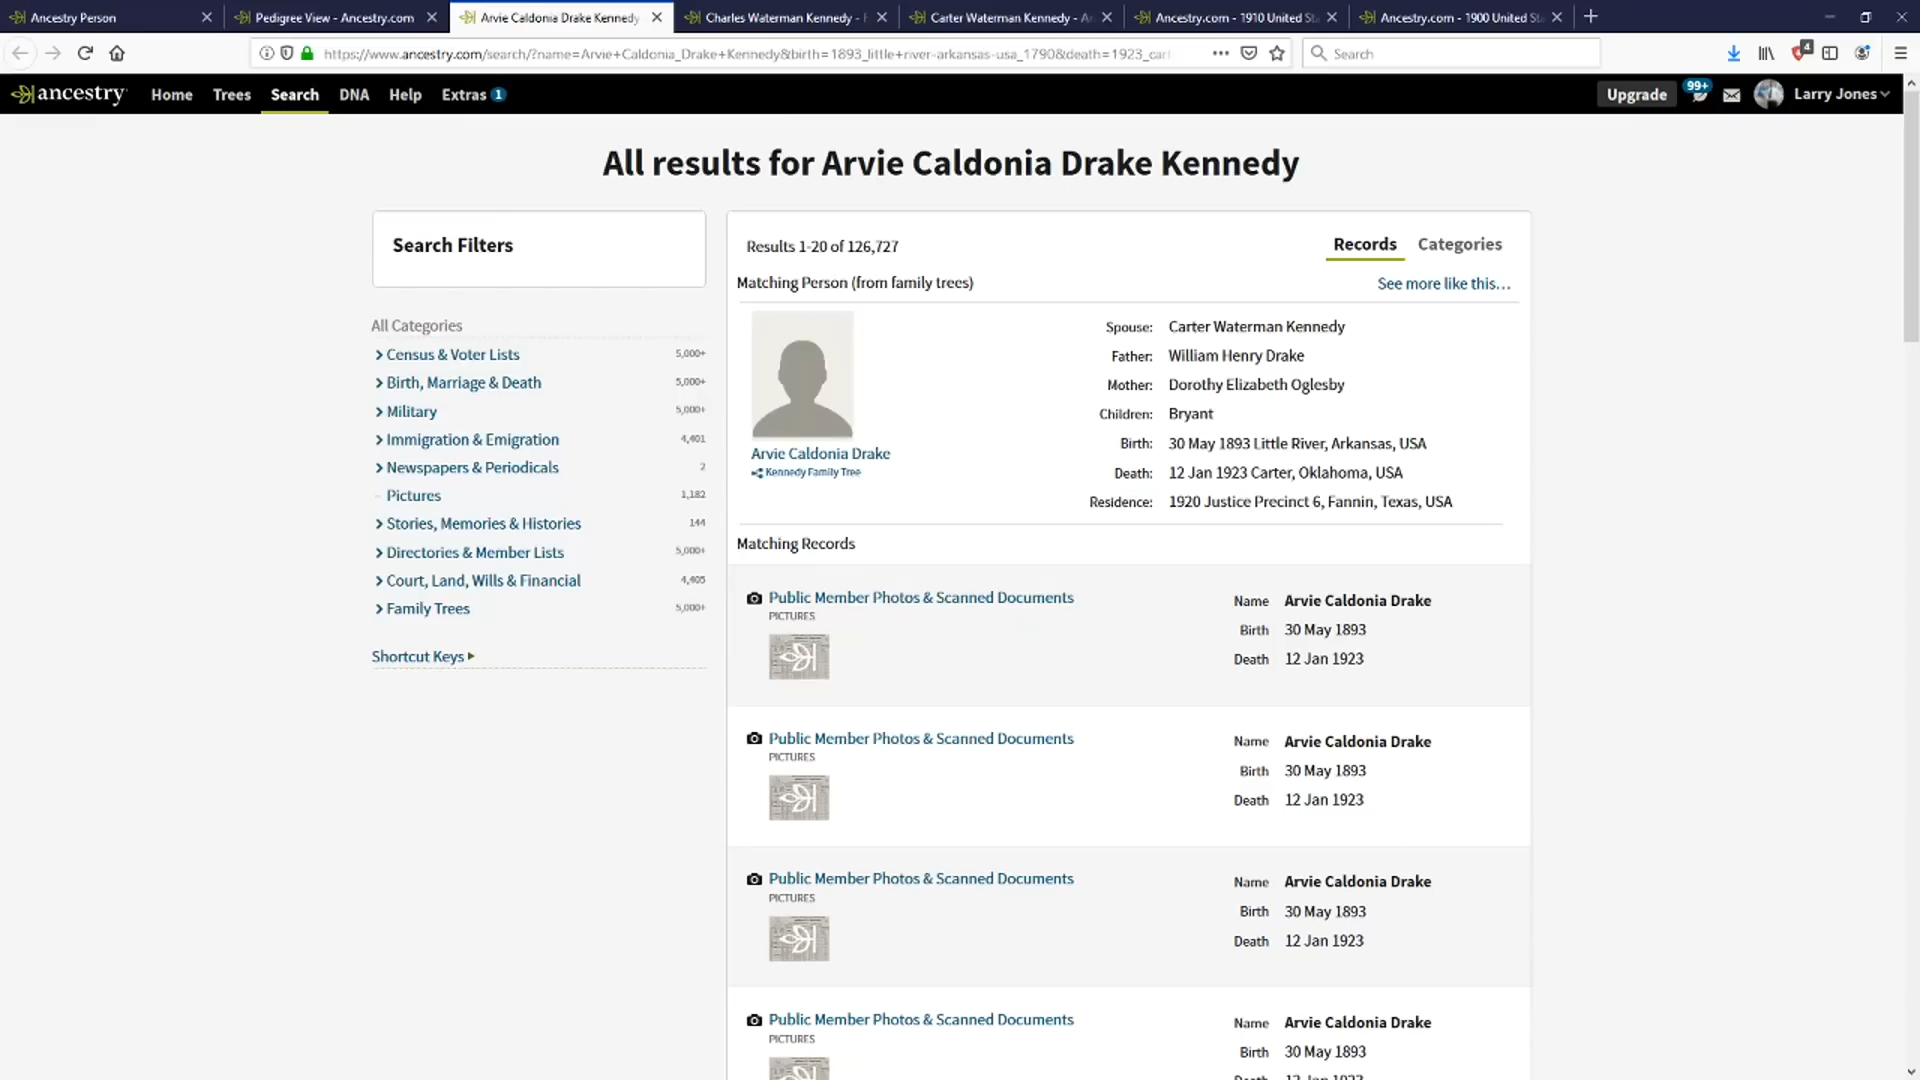 Ancestry Person
Pedigree View - Ancestry.com
Arvie Caldonia Drake Kennedy
Charles Waterman Kennedy -
Carter Waterman Kennedy -
Ancestry.com - 1910 United
Ancestry.com - 1900 United
https://www.ancestry.com/search/?name=Arvie+Caldonia_Drake+Kennedy&birth=1893_little+river-arkansas-usa_1790&death=1923_cart
Search
4
ancestry
Home
Trees
Search
DNA
Help
Extras 1
Upgrade
99+
Larry Jones
All results for Arvie Caldonia Drake Kennedy
Search Filters
All Categories
Census & Voter Lists 5,000+
Birth, Marriage & Death 5,000+
Military 5,000+
Immigration & Emigration 4,401
Newspapers & Periodicals 2
Pictures 1,182
Stories, Memories & Histories 144
Directories & Member Lists 5,000+
Court, Land, Wills & Financial 4,405
Family Trees 5,000+
Shortcut Keys
Results 1-20 of 126,727
Records Categories
Matching Person (from family trees)
See more like this…
Arvie Caldonia Drake
Kennedy Family Tree
Spouse: Carter Waterman Kennedy
Father: William Henry Drake
Mother: Dorothy Elizabeth Oglesby
Children: Bryant
Birth: 30 May 1893 Little River, Arkansas, USA
Death: 12 Jan 1923 Carter, Oklahoma, USA
Residence: 1920 Justice Precinct 6, Fannin, Texas, USA
Matching Records
Public Member Photos & Scanned Documents
PICTURES
Name Arvie Caldonia Drake
Birth 30 May 1893
Death 12 Jan 1923
Public Member Photos & Scanned Documents
PICTURES
Name Arvie Caldonia Drake
Birth 30 May 1893
Death 12 Jan 1923
Public Member Photos & Scanned Documents
PICTURES
Name Arvie Caldonia Drake
Birth 30 May 1893
Death 12 Jan 1923
Public Member Photos & Scanned Documents
PICTURES
Name Arvie Caldonia Drake
Birth 30 May 1893
Death 12 Jan 1923